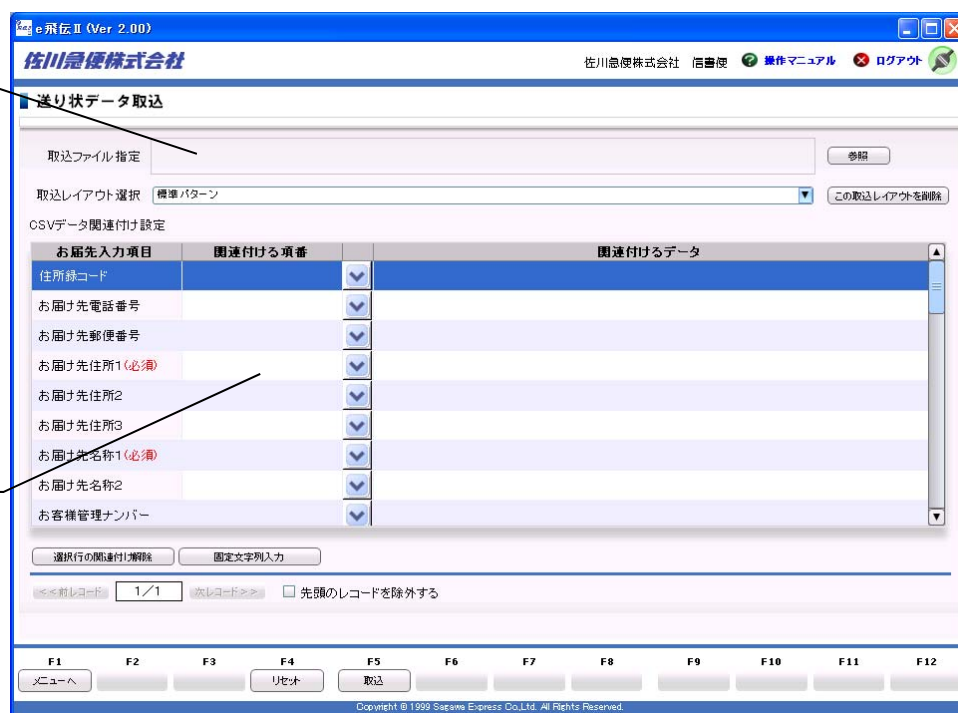 e飛伝Ⅱ (Ver 2.00)
佐川急便株式会社
佐川急便株式会社 信書便 操作マニュアル ログアウト
送り状データ取込
取込ファイル指定 参照
取込レイアウト選択 標準パターン この取込レイアウトを削除
CSVデータ関連付け設定
お届先入力項目 関連付ける項番 関連付けるデータ
住所録コード
お届け先電話番号
お届け先郵便番号
お届け先住所1(必須)
お届け先住所2
お届け先住所3
お届け先名称1(必須)
お届け先名称2
お客様管理ナンバー
選択行の関連付け解除 固定文字列入力
<<前レコード 1/1 次レコード>> 先頭のレコードを除外する
F1 F2 F3 F4 F5 F6 F7 F8 F9 F10 F11 F12
メニューへ リセット 取込
Copyright © 1999 Sagawa Express Co.,Ltd. All Rights Reserved.